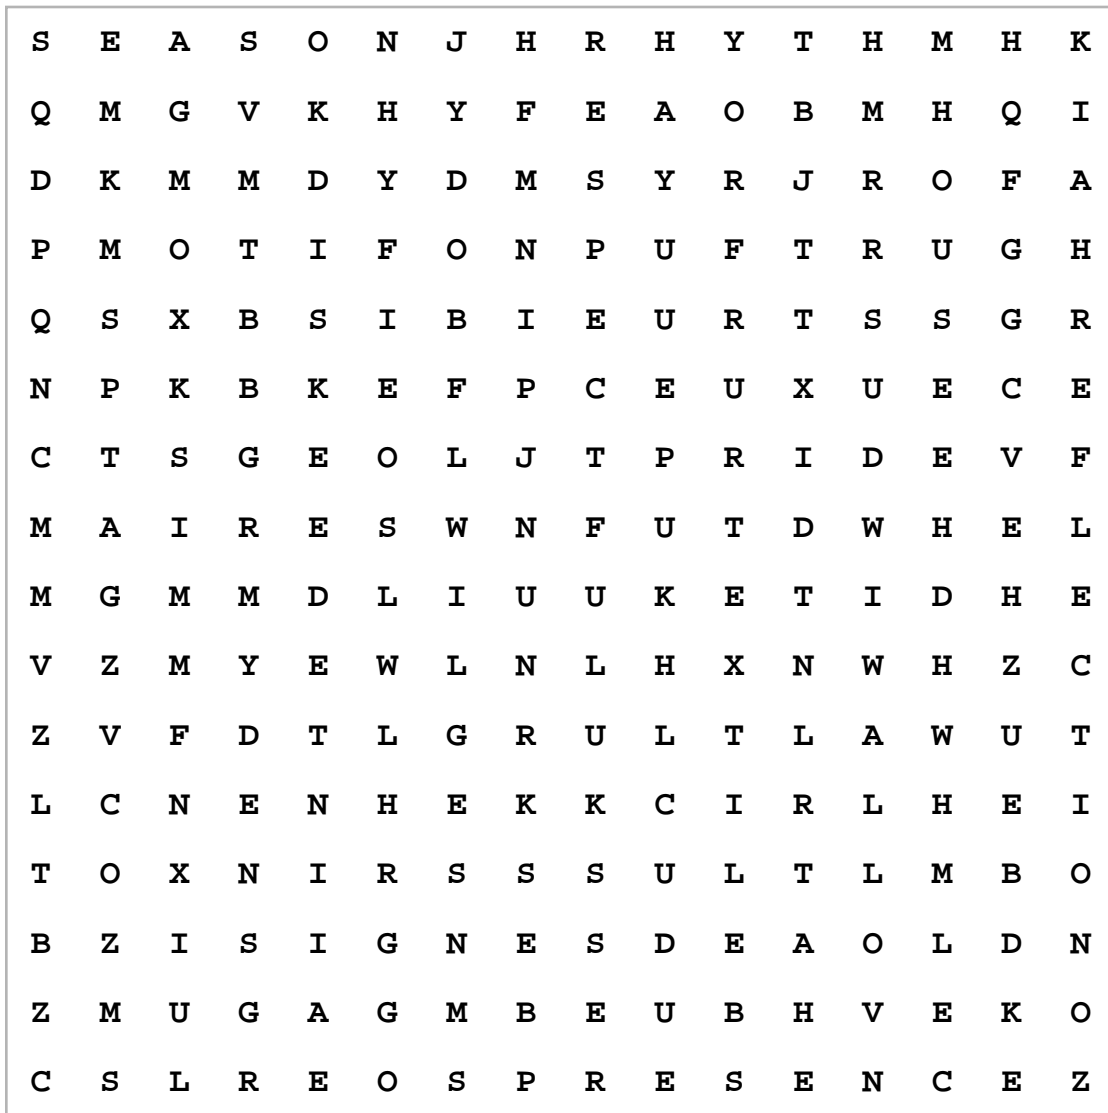 S E A S O N J H R H Y T H M H K
Q M G V K H Y F E A O B M H Q I
D K M M D Y D M S Y R J R O F A
P M O T I F O N P U F T R U G H
Q S X B S I B I E U R T S S G R
N P K B K E F P C E U X U E C E
C T S G E O L J T P R I D E V F
M A I R E S W N F U T D W H E L
M G M M D L I U U K E T I D H E
V Z M Y E W L N L H X N W H Z C
Z V F D T L G R U L T L A W U T
L C N E N H E K K C I R L H E I
T O X N I R S S S U L T L M B O
B Z I S I G N E S D E A O L D N
Z M U G A G M B E U B H V E K O
C S L R E O S P R E S E N C E Z